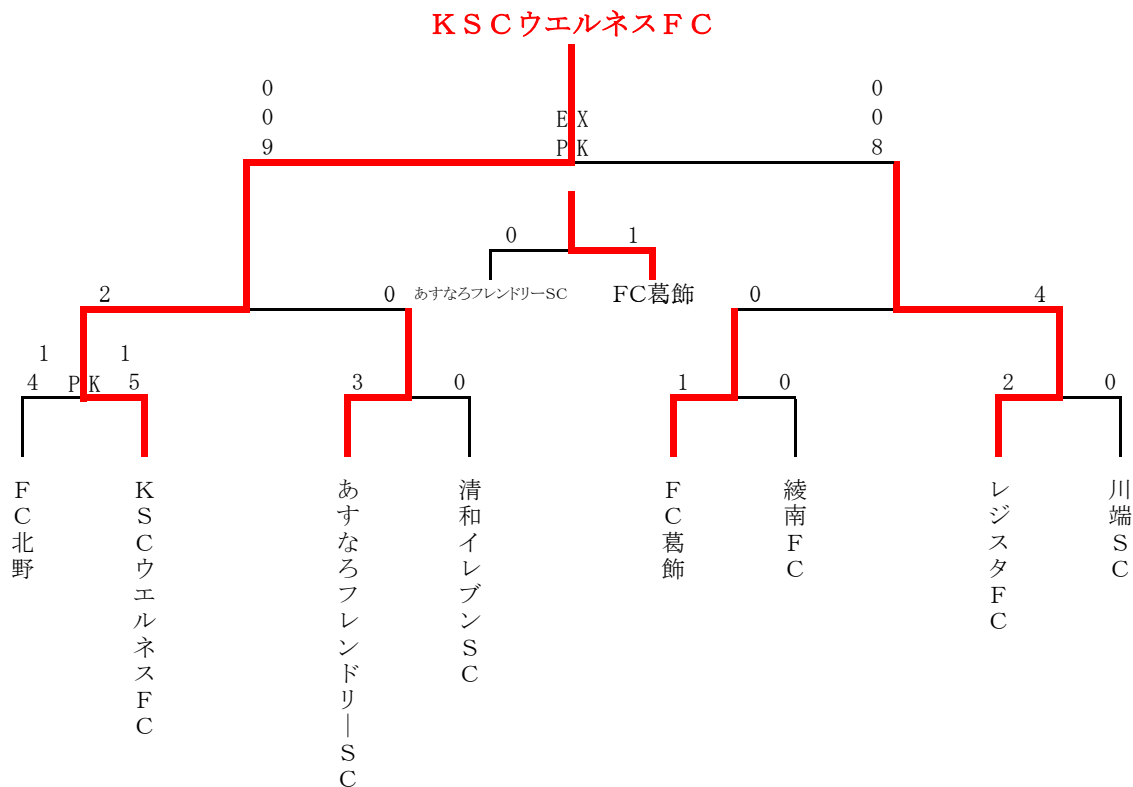 ＫＳＣウエルネスＦＣ
0 0
0 EX 0
9 PK 8
0 1
2 0 あすなろフレンドリーSC FC葛飾 0 4
1 1
4 PK 5 3 0 1 0 2 0
ＦＣ北野
ＫＳＣウエルネスＦＣ
あすなろフレンドリーＳＣ
清和イレブンＳＣ
ＦＣ葛飾
綾南ＦＣ
レジスタＦＣ
川端ＳＣ